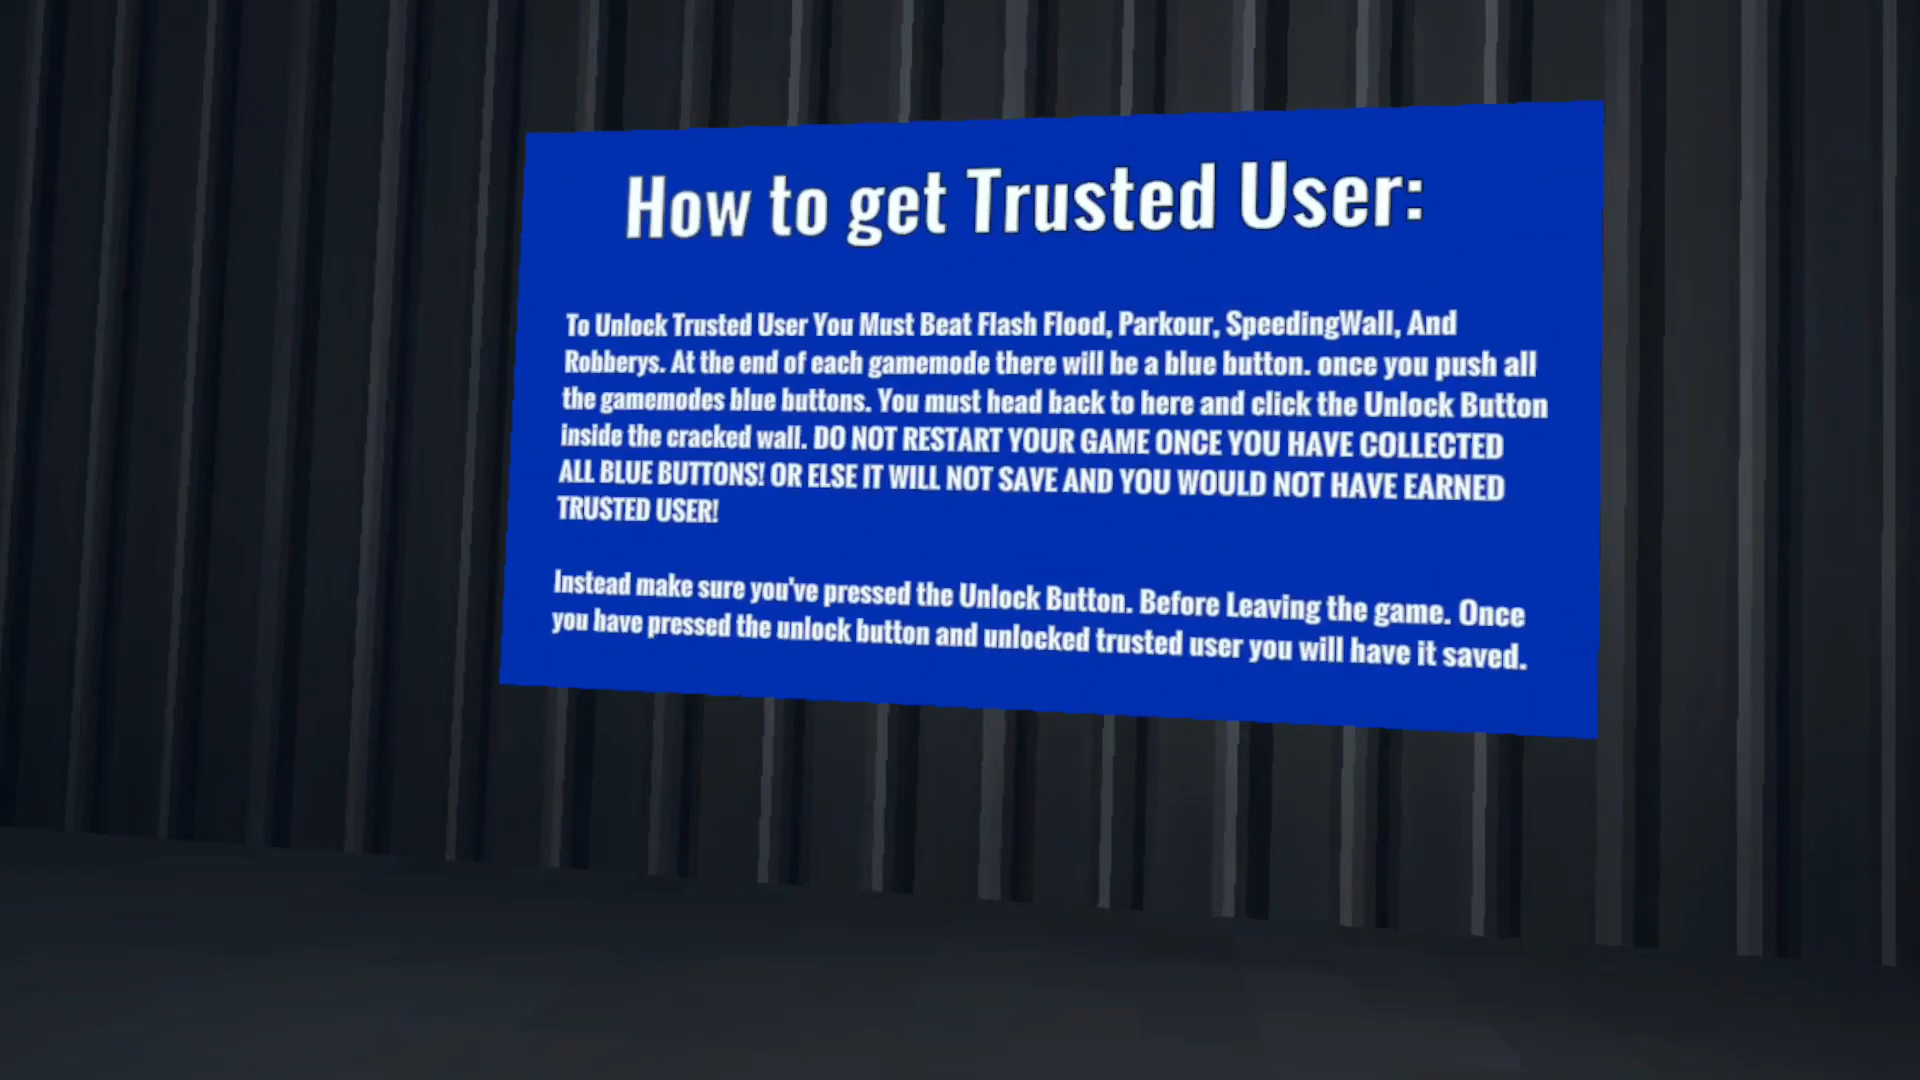 How to get Trusted User:
To Unlock Trusted User You Must Beat Flash Flood, Parkour, SpeedingWall, And
Robberys. At the end of each gamemode there will be a blue button. once you push all
the gamemodes blue buttons. You must head back to here and click the Unlock Button
inside the cracked wall. DO NOT RESTART YOUR GAME ONCE YOU HAVE COLLECTED
ALL BLUE BUTTONS! OR ELSE IT WILL NOT SAVE AND YOU WOULD NOT HAVE EARNED
TRUSTED USER!
Instead make sure you've pressed the Unlock Button. Before Leaving the game. Once
you have pressed the unlock button and unlocked trusted user you will have it saved.